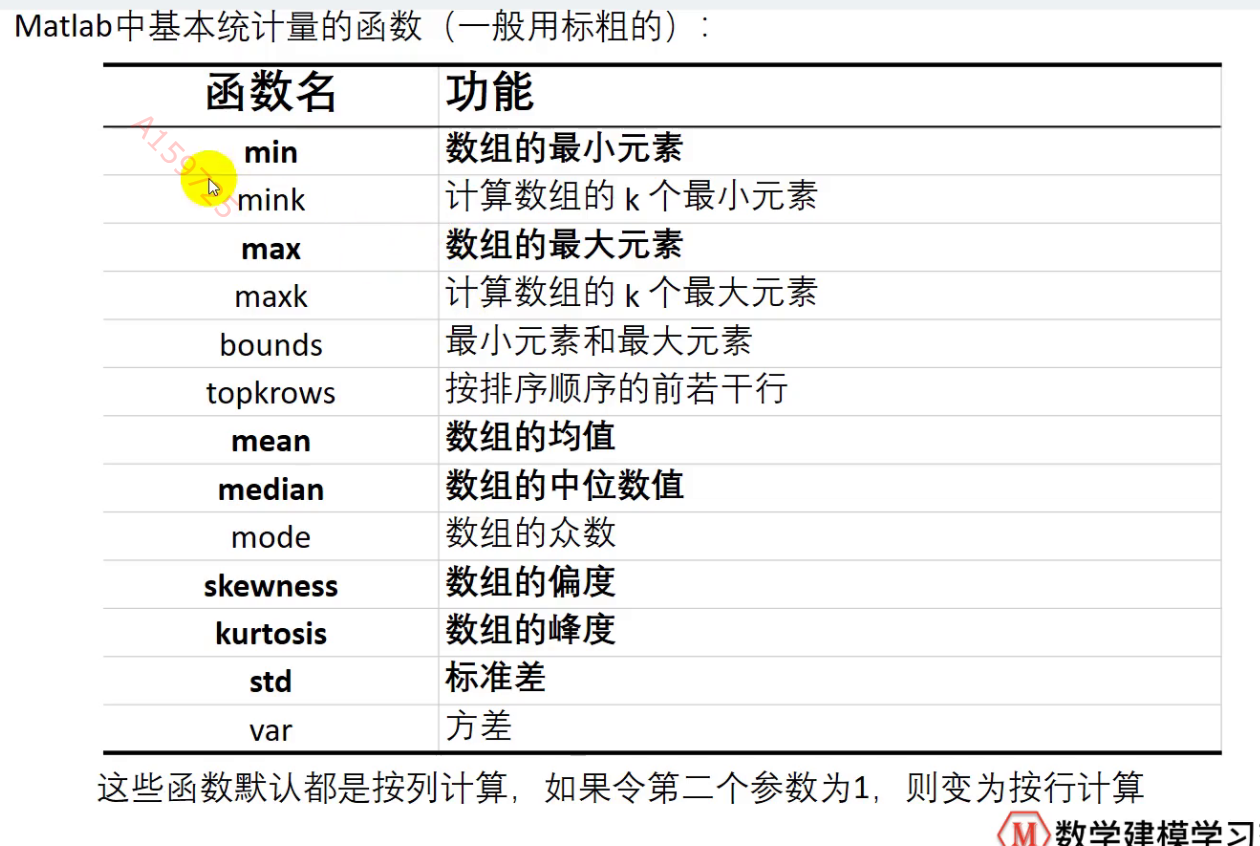 Matlab中基本统计量的函数（一般用标粗的）:
函数名 功能
min 数组的最小元素
mink 计算数组的 k 个最小元素
max 数组的最大元素
maxk 计算数组的 k 个最大元素
bounds 最小元素和最大元素
topkrows 按排序顺序的前若干行
mean 数组的均值
median 数组的中位数值
mode 数组的众数
skewness 数组的偏度
kurtosis 数组的峰度
std 标准差
var 方差
这些函数默认都是按列计算，如果令第二个参数为1，则变为按行计算
M 数学建模学习
A159725